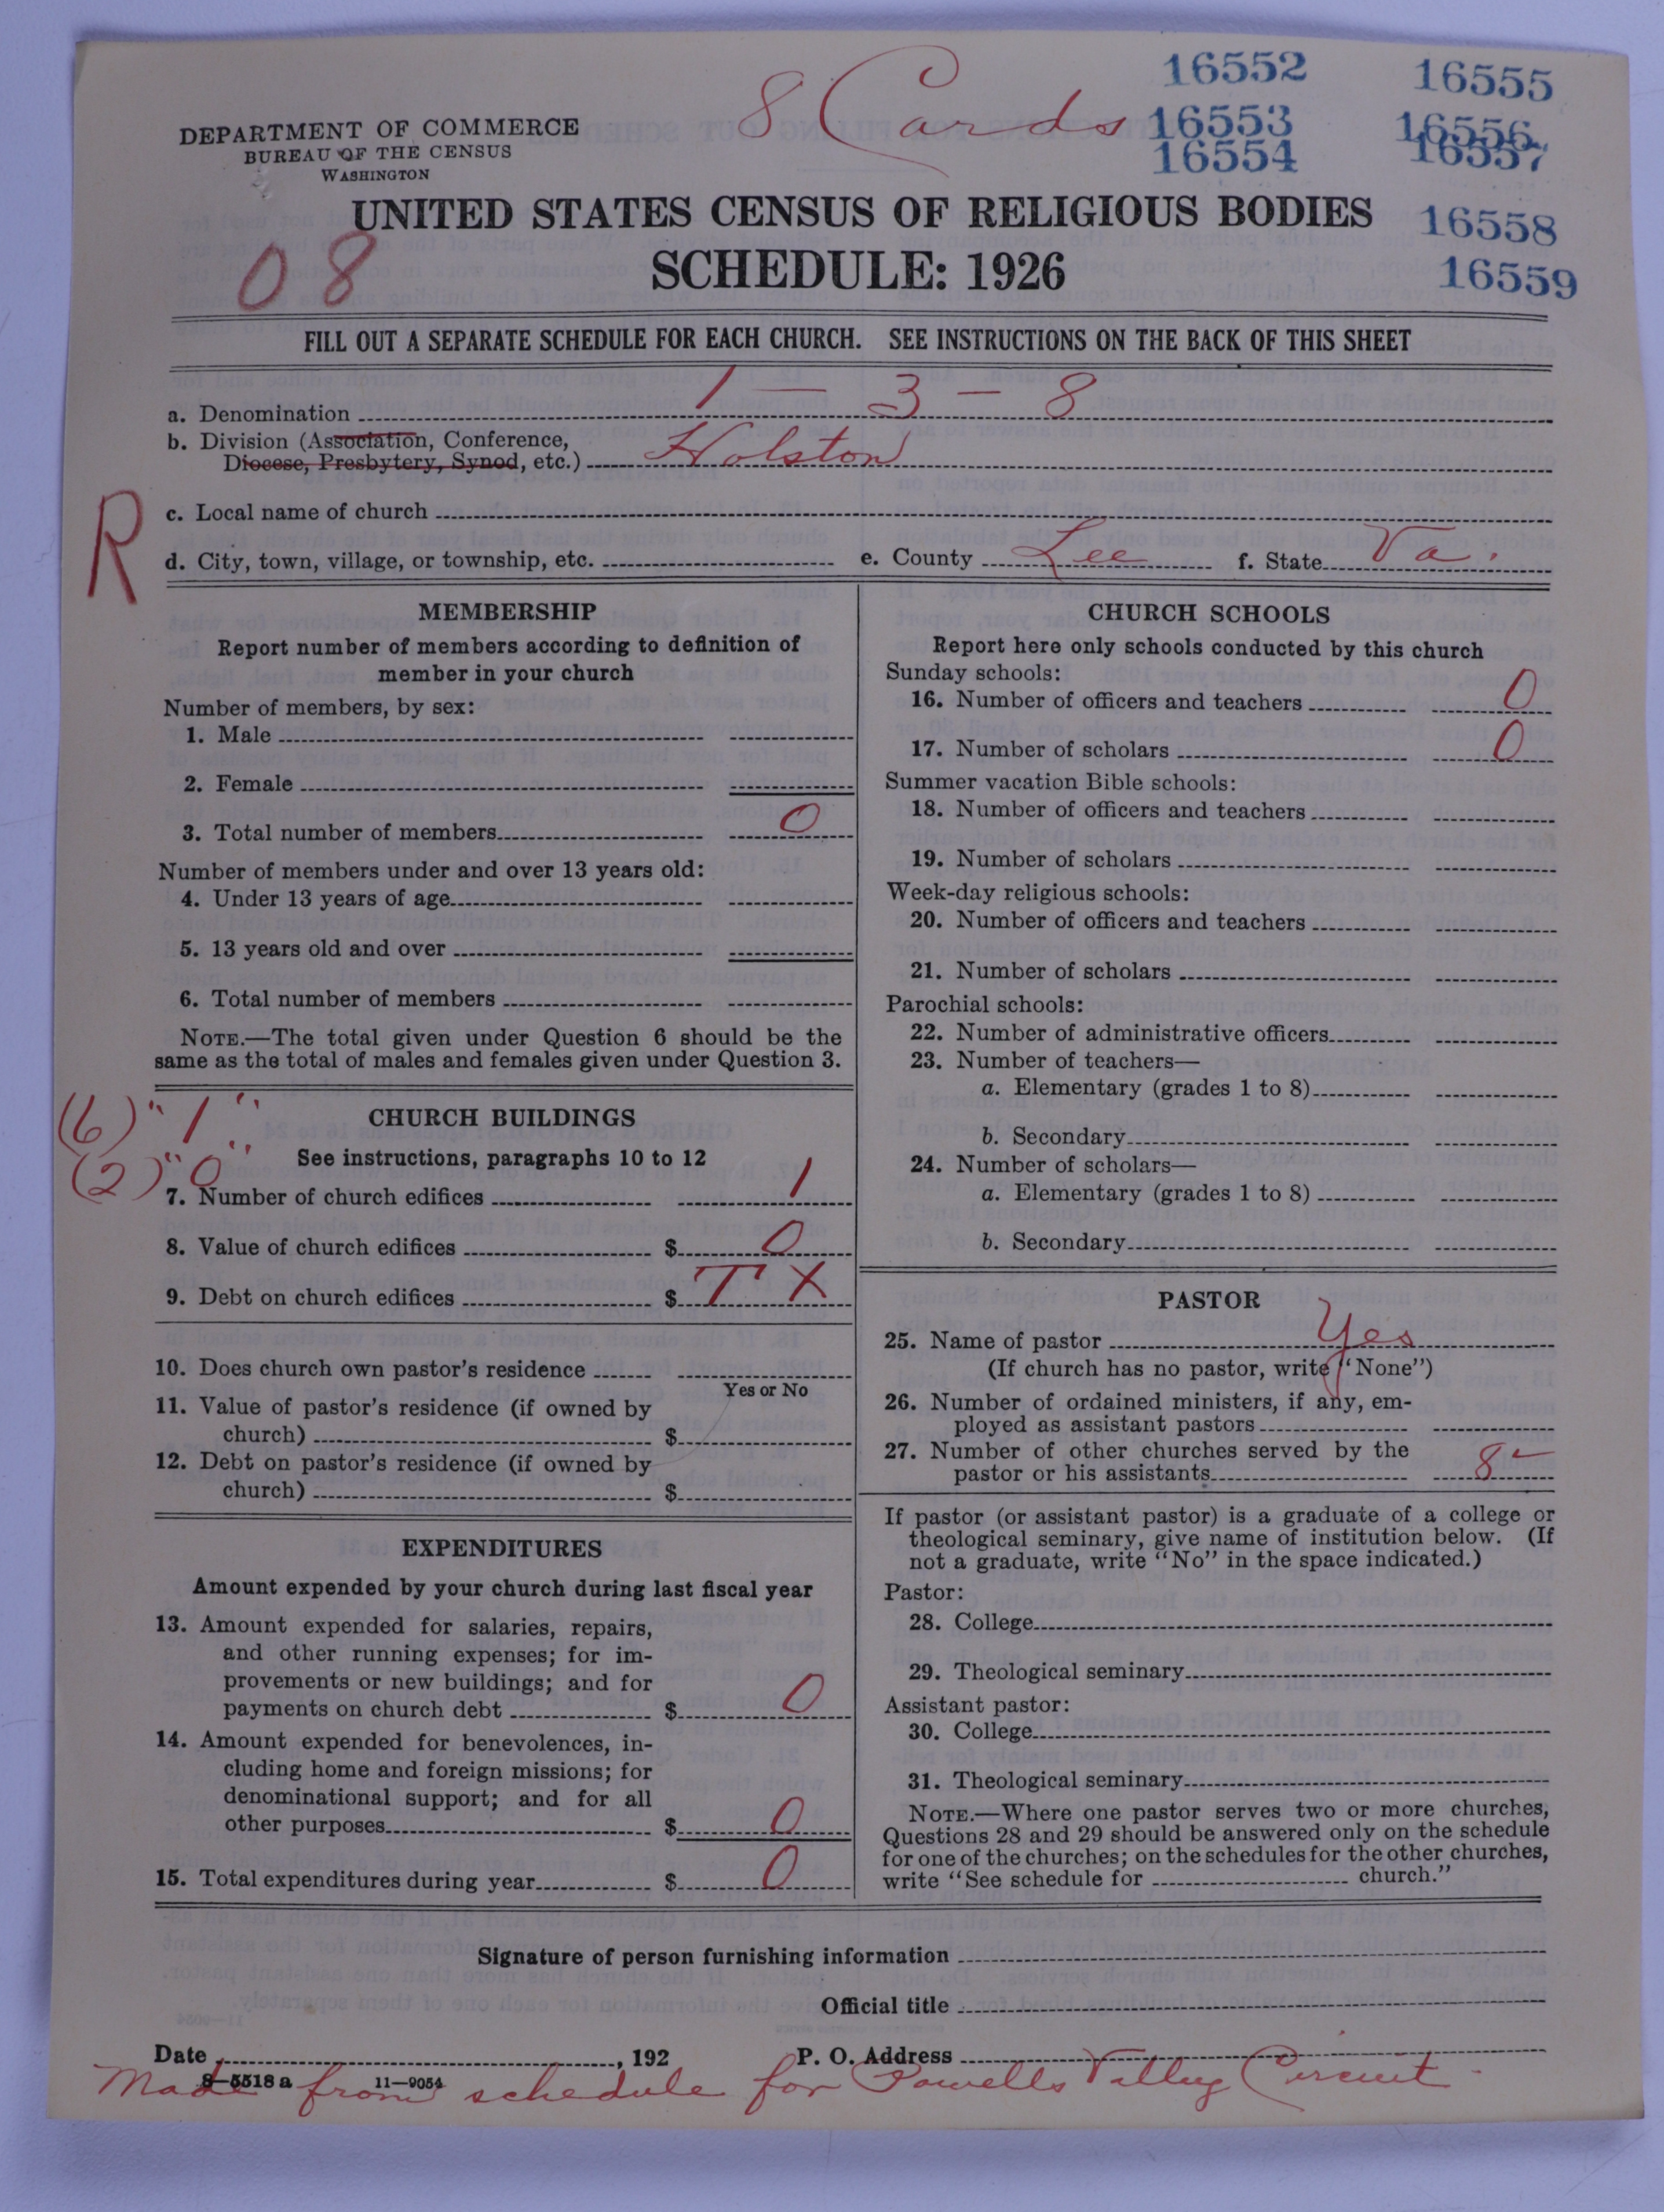 8 Cards
16552
16555
16553
16556
16554
16557
16558
16559
DEPARTMENT OF COMMERCE
BUREAU OF THE CENSUS
WASHINGTON
UNITED STATES CENSUS OF RELIGIOUS BODIES
SCHEDULE: 1926
08
FILL OUT A SEPARATE SCHEDULE FOR EACH CHURCH. SEE INSTRUCTIONS ON THE BACK OF THIS SHEET
a. Denomination 1 — 3 — 8
b. Division (Association, Conference,
Diocese, Presbytery, Synod, etc.) Holston
R
c. Local name of church
d. City, town, village, or township, etc. e. County Lee f. State Va.
MEMBERSHIP
Report number of members according to definition of
member in your church
Number of members, by sex:
1. Male
2. Female
3. Total number of members 0
Number of members under and over 13 years old:
4. Under 13 years of age
5. 13 years old and over
6. Total number of members
NOTE.—The total given under Question 6 should be the
same as the total of males and females given under Question 3.
(6) "1"
(2) "0"
CHURCH BUILDINGS
See instructions, paragraphs 10 to 12
7. Number of church edifices 1
8. Value of church edifices $ 0
9. Debt on church edifices $ T X
10. Does church own pastor's residence
Yes or No
11. Value of pastor's residence (if owned by
church) $
12. Debt on pastor's residence (if owned by
church) $
EXPENDITURES
Amount expended by your church during last fiscal year
13. Amount expended for salaries, repairs,
and other running expenses; for im-
provements or new buildings; and for
payments on church debt $ 0
14. Amount expended for benevolences, in-
cluding home and foreign missions; for
denominational support; and for all
other purposes $ 0
15. Total expenditures during year $ 0
CHURCH SCHOOLS
Report here only schools conducted by this church
Sunday schools:
16. Number of officers and teachers 0
17. Number of scholars 0
Summer vacation Bible schools:
18. Number of officers and teachers
19. Number of scholars
Week-day religious schools:
20. Number of officers and teachers
21. Number of scholars
Parochial schools:
22. Number of administrative officers
23. Number of teachers—
a. Elementary (grades 1 to 8)
b. Secondary
24. Number of scholars—
a. Elementary (grades 1 to 8)
b. Secondary
PASTOR
25. Name of pastor Yes
(If church has no pastor, write "None")
26. Number of ordained ministers, if any, em-
ployed as assistant pastors
27. Number of other churches served by the
pastor or his assistants 8
If pastor (or assistant pastor) is a graduate of a college or
theological seminary, give name of institution below. (If
not a graduate, write "No" in the space indicated.)
Pastor:
28. College
29. Theological seminary
Assistant pastor:
30. College
31. Theological seminary
NOTE.—Where one pastor serves two or more churches,
Questions 28 and 29 should be answered only on the schedule
for one of the churches; on the schedules for the other churches,
write "See schedule for church."
Signature of person furnishing information
Official title
Date , 192 P. O. Address
8—5518 a 11—9054
Made from schedule for Powells Valley Circuit